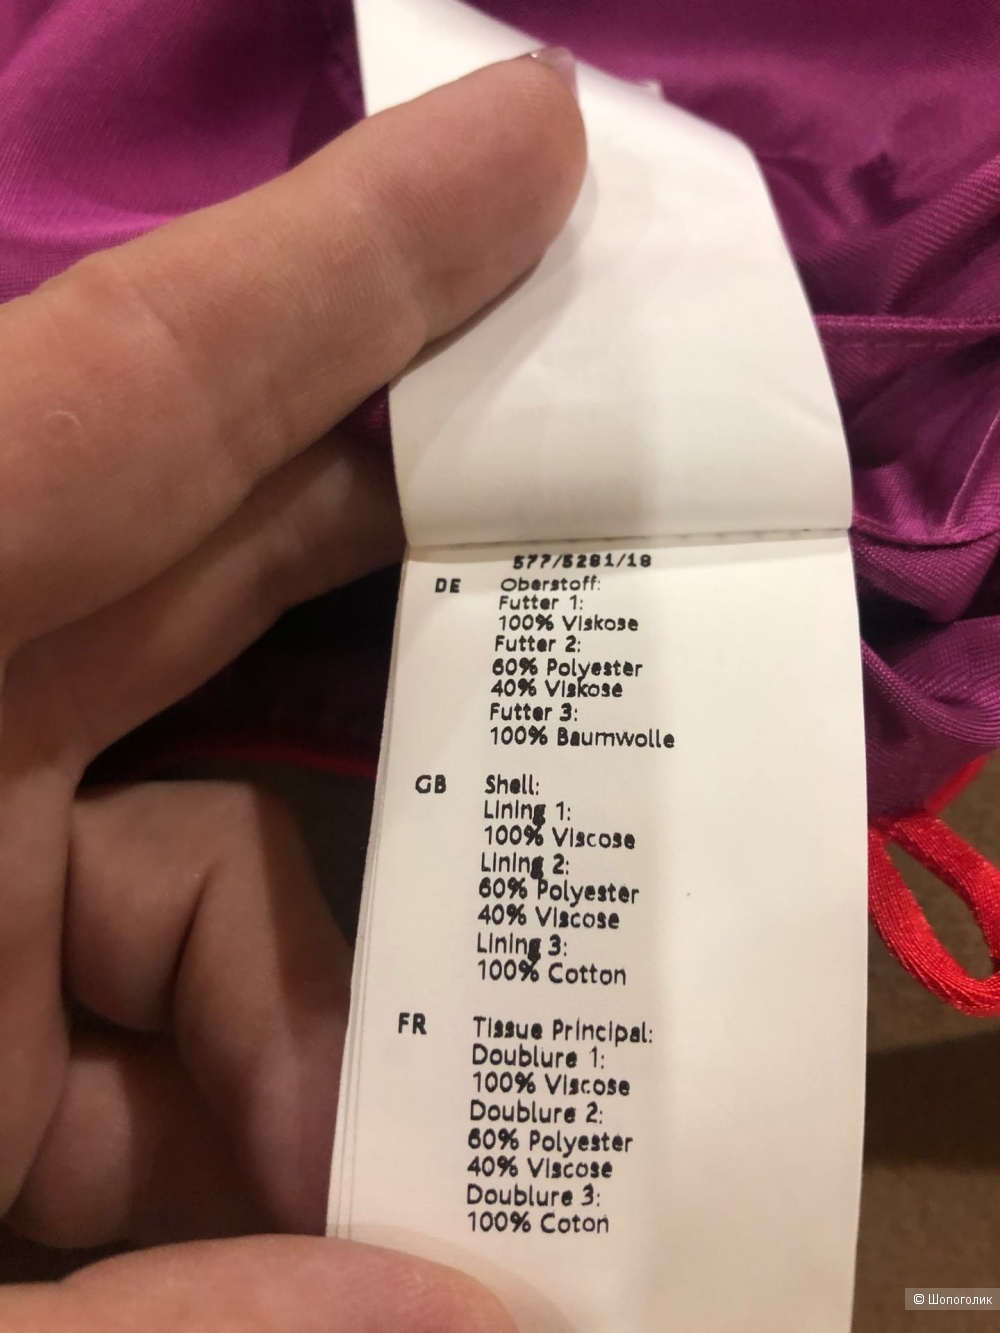 577/5281/18
DE Oberstoff:
Futter 1:
100% Viskose
Futter 2:
60% Polyester
40% Viskose
Futter 3:
100% Baumwolle
GB Shell:
Lining 1:
100% Viscose
Lining 2:
60% Polyester
40% Viscose
Lining 3:
100% Cotton
FR Tissue Principal:
Doublure 1:
100% Viscose
Doublure 2:
60% Polyester
40% Viscose
Doublure 3:
100% Coton
© Шопоголик